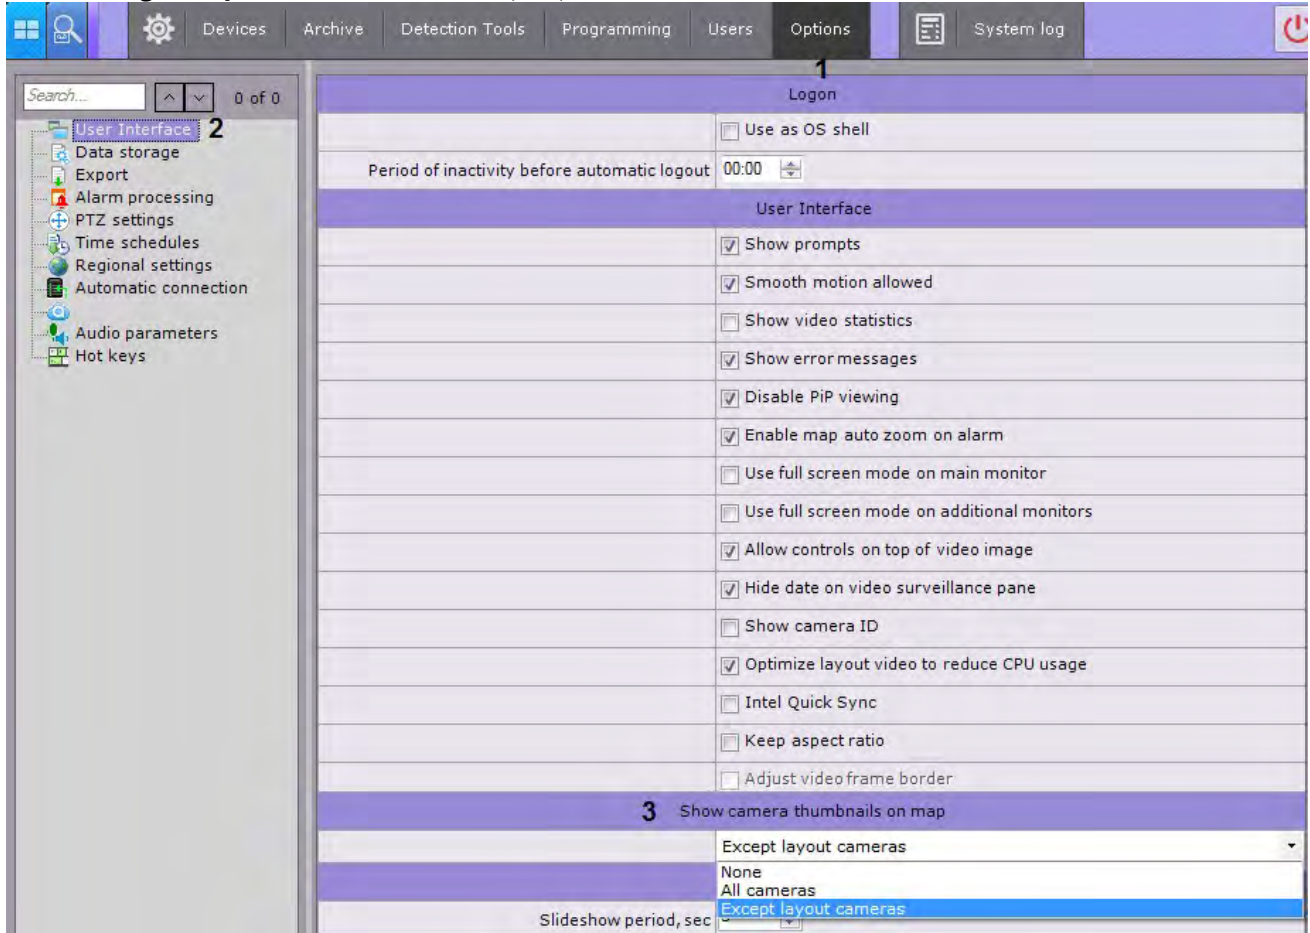 Devices Archive Detection Tools Programming Users Options System log
1
Search... 0 of 0
User Interface 2
Data storage
Export
Alarm processing
PTZ settings
Time schedules
Regional settings
Automatic connection
Audio parameters
Hot keys
Logon
Use as OS shell
Period of inactivity before automatic logout 00:00
User Interface
Show prompts
Smooth motion allowed
Show video statistics
Show error messages
Disable PiP viewing
Enable map auto zoom on alarm
Use full screen mode on main monitor
Use full screen mode on additional monitors
Allow controls on top of video image
Hide date on video surveillance pane
Show camera ID
Optimize layout video to reduce CPU usage
Intel Quick Sync
Keep aspect ratio
Adjust video frame border
3 Show camera thumbnails on map
Except layout cameras
None
All cameras
Except layout cameras
Slideshow period, sec